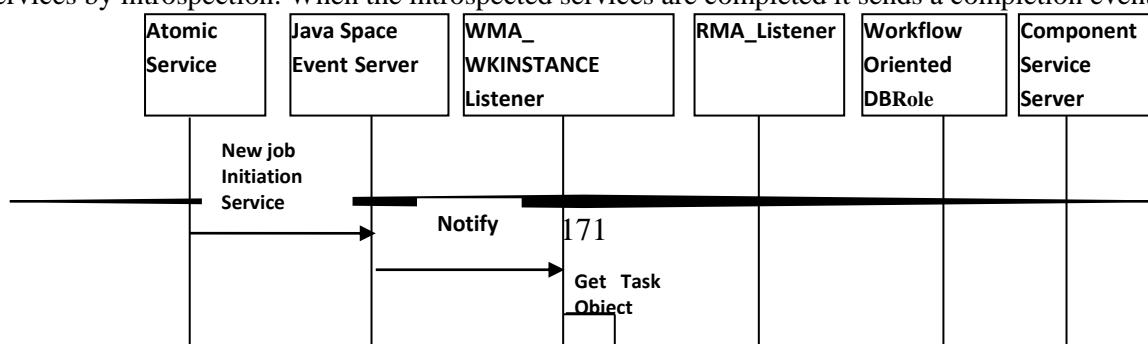 ervices by introspection. When the introspected services are completed it sends a completion event
Atomic
Service
Java Space
Event Server
WMA_
WKINSTANCE
Listener
RMA_Listener
Workflow
Oriented
DBRole
Component
Service
Server
New job
Initiation
Service
Notify
171
Get Task
Object